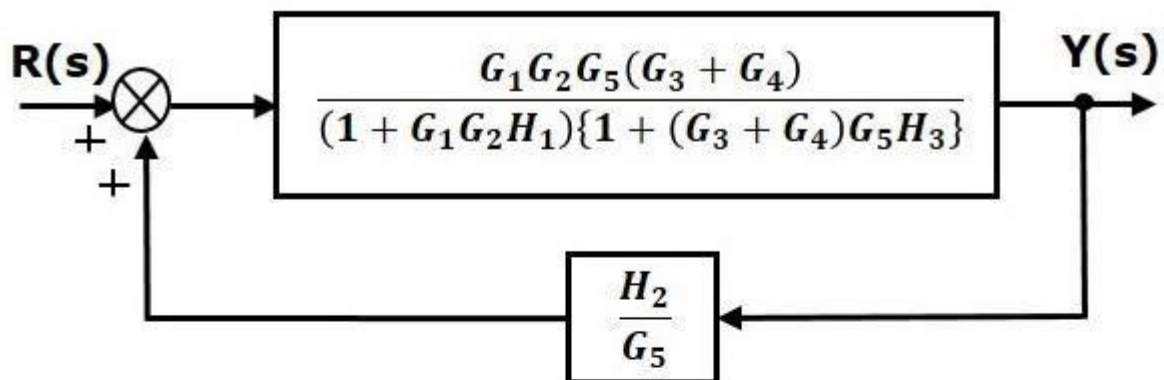 R(s)
Y(s)
G₁G₂G₅(G₃ + G₄)
(1 + G₁G₂H₁){1 + (G₃ + G₄)G₅H₃}
+
+
H₂
G₅